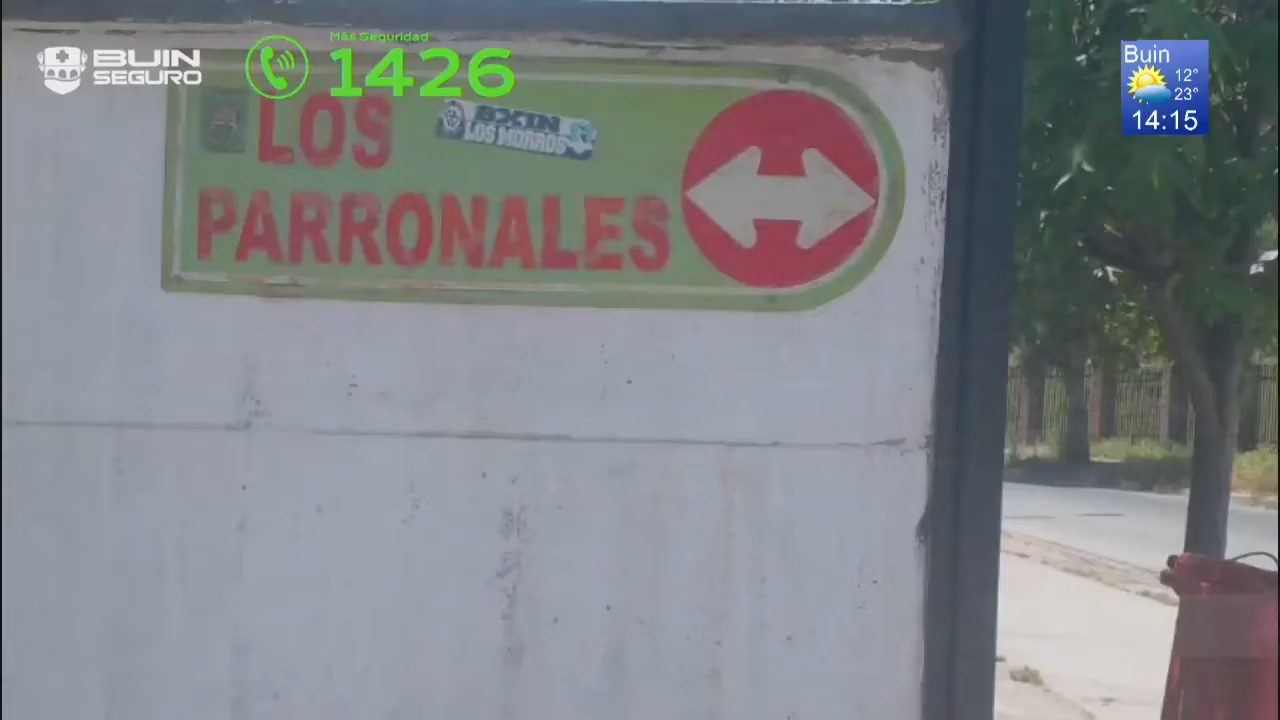 BUIN
SEGURO
Más Seguridad
1426
Buin
12°
23°
14:15
LOS
PARRONALES
BXIN
LOS MORROS